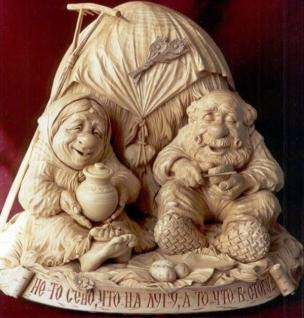 НЕ ТО СЕНО, ЧТО НА ЛУГУ, А ТО ЧТО В СТОГУ